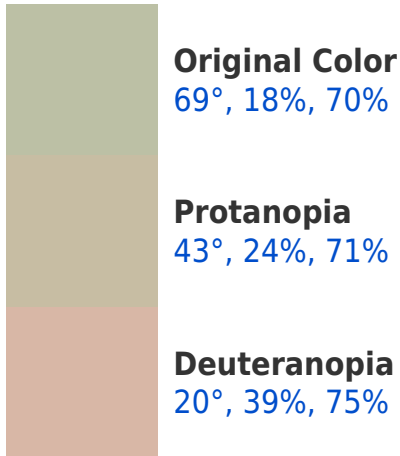 Original Color
69°, 18%, 70%
Protanopia
43°, 24%, 71%
Deuteranopia
20°, 39%, 75%